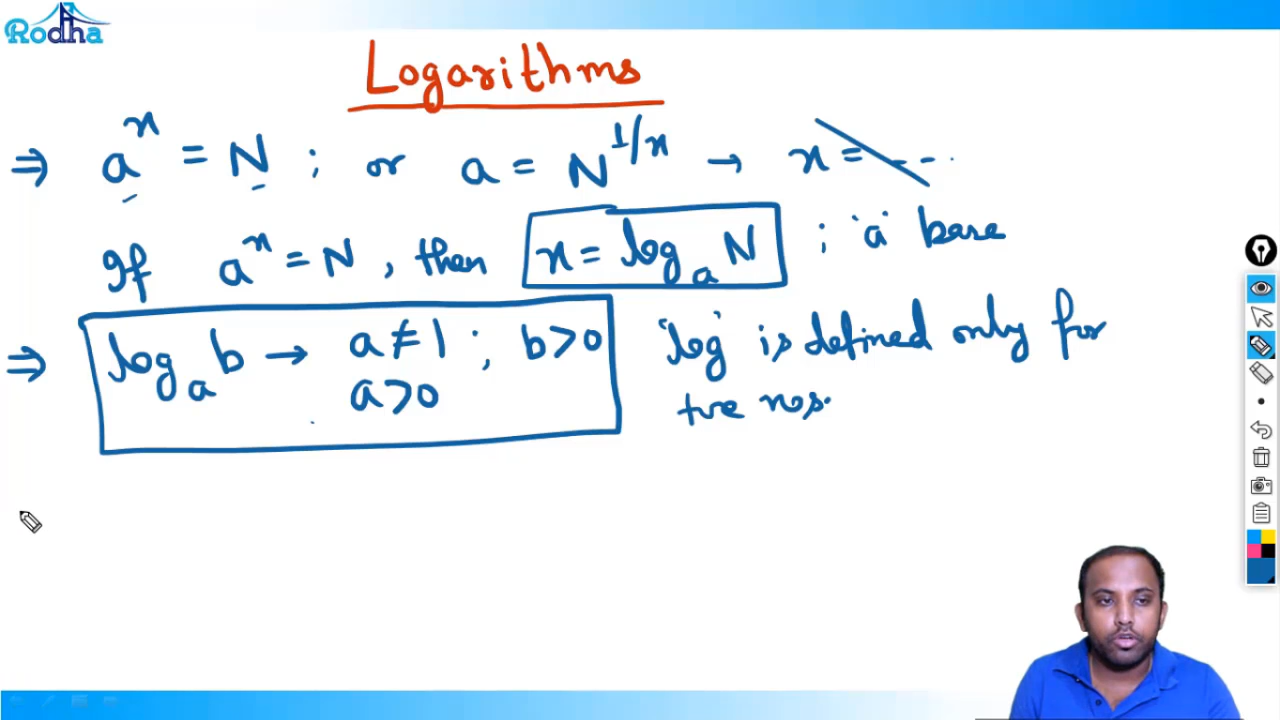 Rodha
Logarithms
⇒ a^x = N ; or a = N^1/x → x = ---
If a^x = N, then x = log_a N ; 'a' base
⇒ log_a b → a ≠ 1 ; b > 0 'log' is defined only for
a > 0 +ve nos.